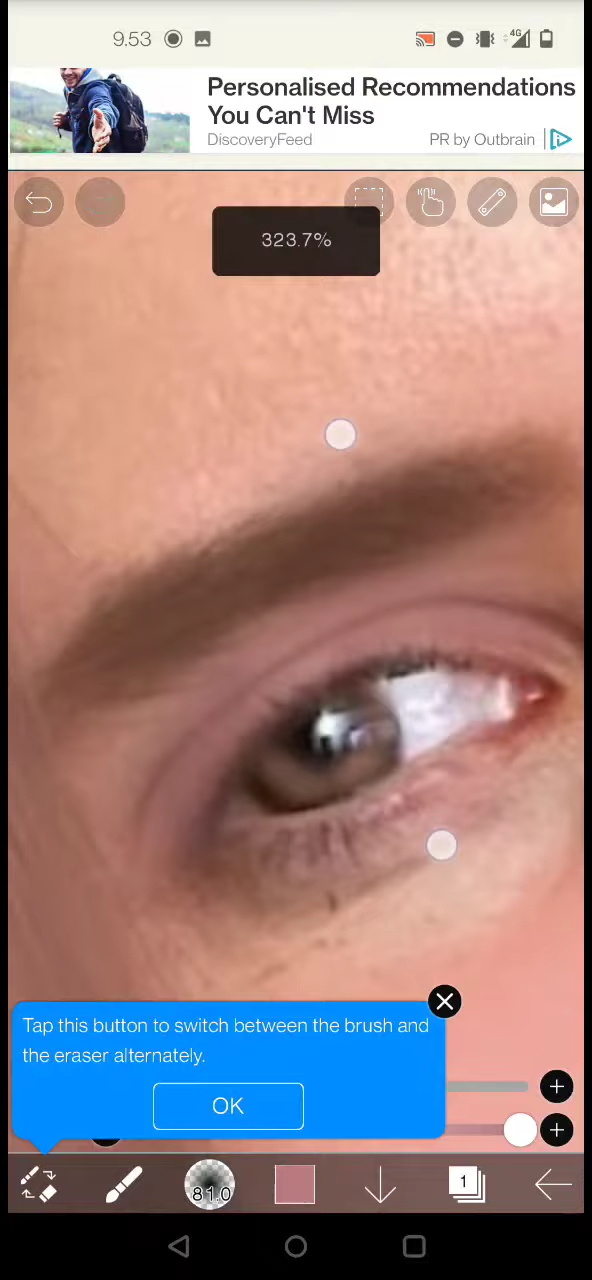 9.53
4G
Personalised Recommendations
You Can't Miss
DiscoveryFeed
PR by Outbrain
323.7%
Tap this button to switch between the brush and
the eraser alternately.
OK
81.0
1